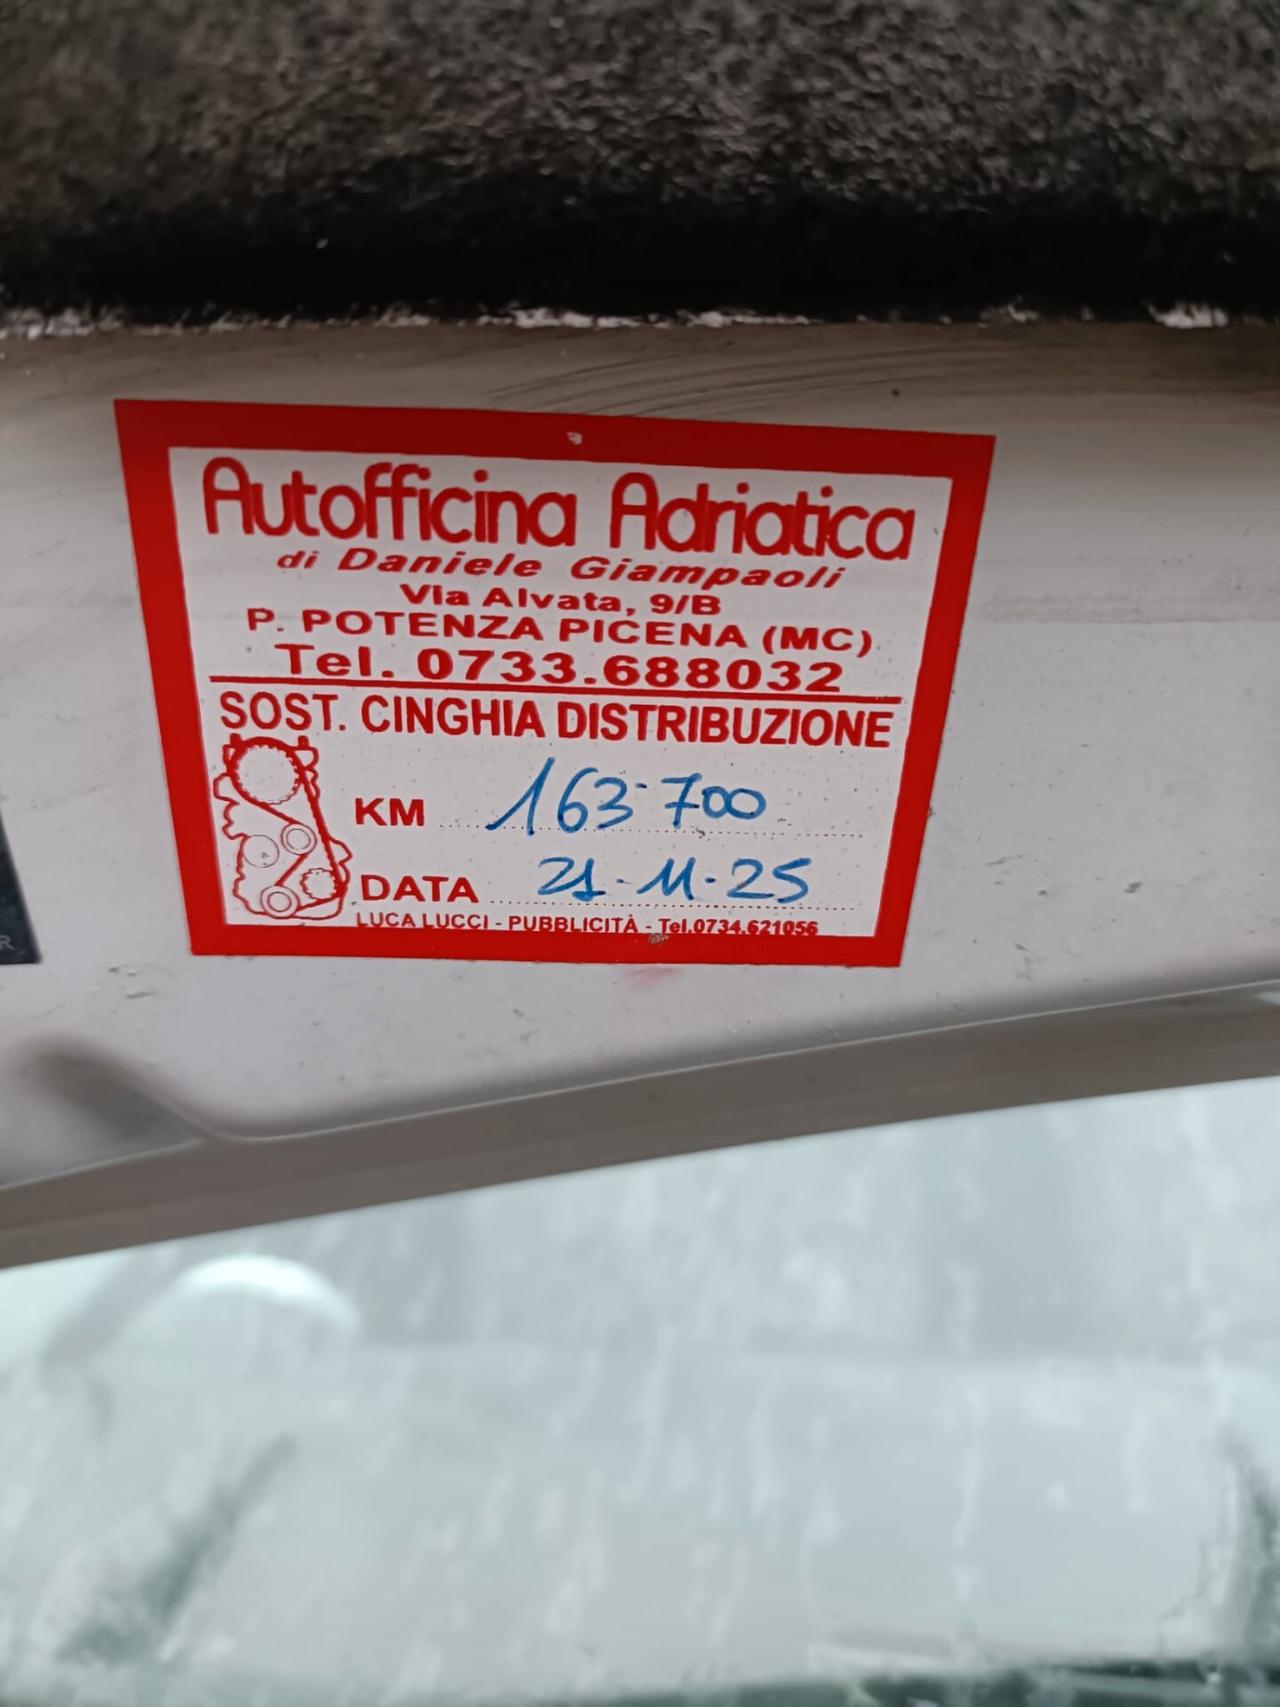 Autofficina Adriatica
di Daniele Giampaoli
Via Alvata, 9/B
P. POTENZA PICENA (MC)
Tel. 0733.688032
SOST. CINGHIA DISTRIBUZIONE
KM 163.700
DATA 21-11-25
LUCA LUCCI - PUBBLICITÀ - Tel.0734.621056
R